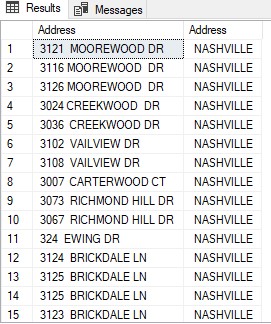 Results Messages
Address Address
1 3121  MOOREWOOD DR NASHVILLE
2 3116 MOOREWOOD  DR NASHVILLE
3 3126 MOOREWOOD  DR NASHVILLE
4 3024 CREEKWOOD  DR NASHVILLE
5 3036  CREEKWOOD  DR NASHVILLE
6 3102  VAILVIEW DR NASHVILLE
7 3108  VAILVIEW DR NASHVILLE
8 3007  CARTERWOOD CT NASHVILLE
9 3073  RICHMOND HILL DR NASHVILLE
10 3067  RICHMOND HILL DR NASHVILLE
11 324  EWING DR NASHVILLE
12 3124  BRICKDALE LN NASHVILLE
13 3125  BRICKDALE LN NASHVILLE
14 3125  BRICKDALE LN NASHVILLE
15 3123  BRICKDALE LN NASHVILLE